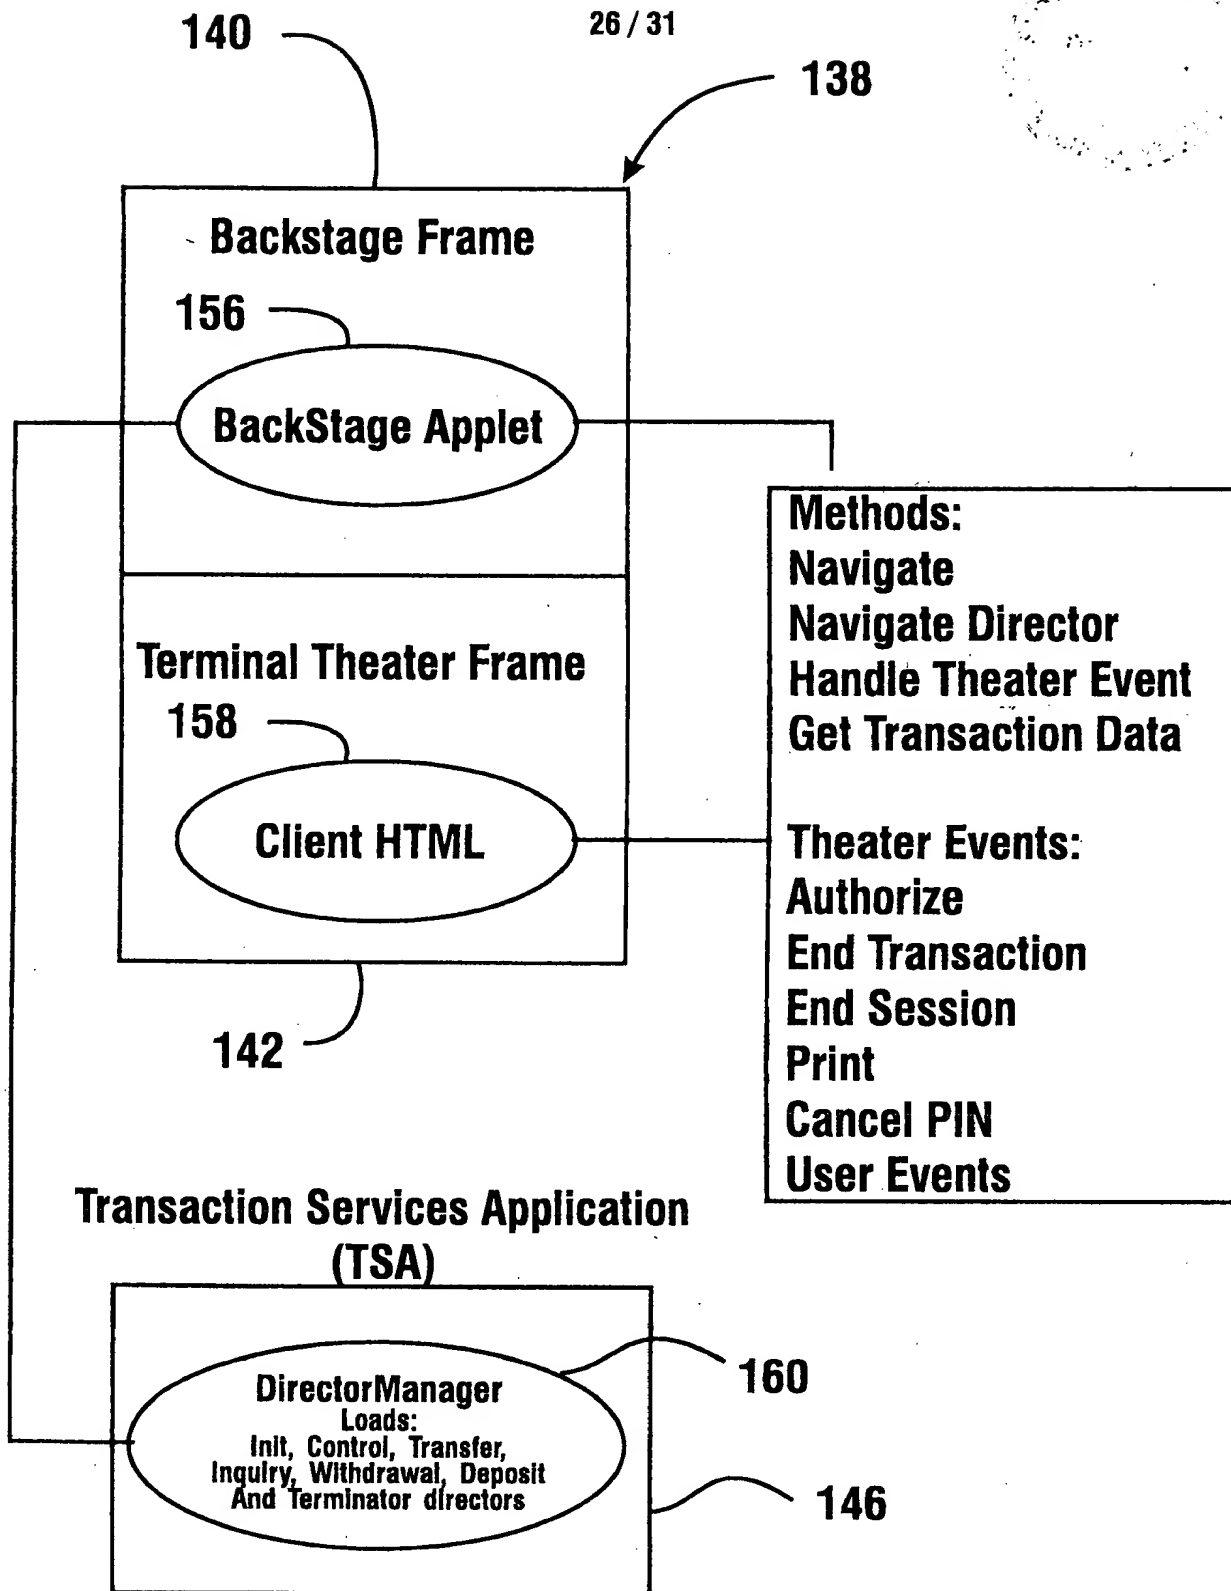 26 / 31
140
138
Backstage Frame
156
BackStage Applet
Methods:
Navigate
Navigate Director
Handle Theater Event
Get Transaction Data
Terminal Theater Frame
158
Client HTML
Theater Events:
Authorize
End Transaction
End Session
Print
Cancel PIN
User Events
142
Transaction Services Application
(TSA)
160
DirectorManager
Loads:
Init, Control, Transfer,
Inquiry, Withdrawal, Deposit
And Terminator directors
146